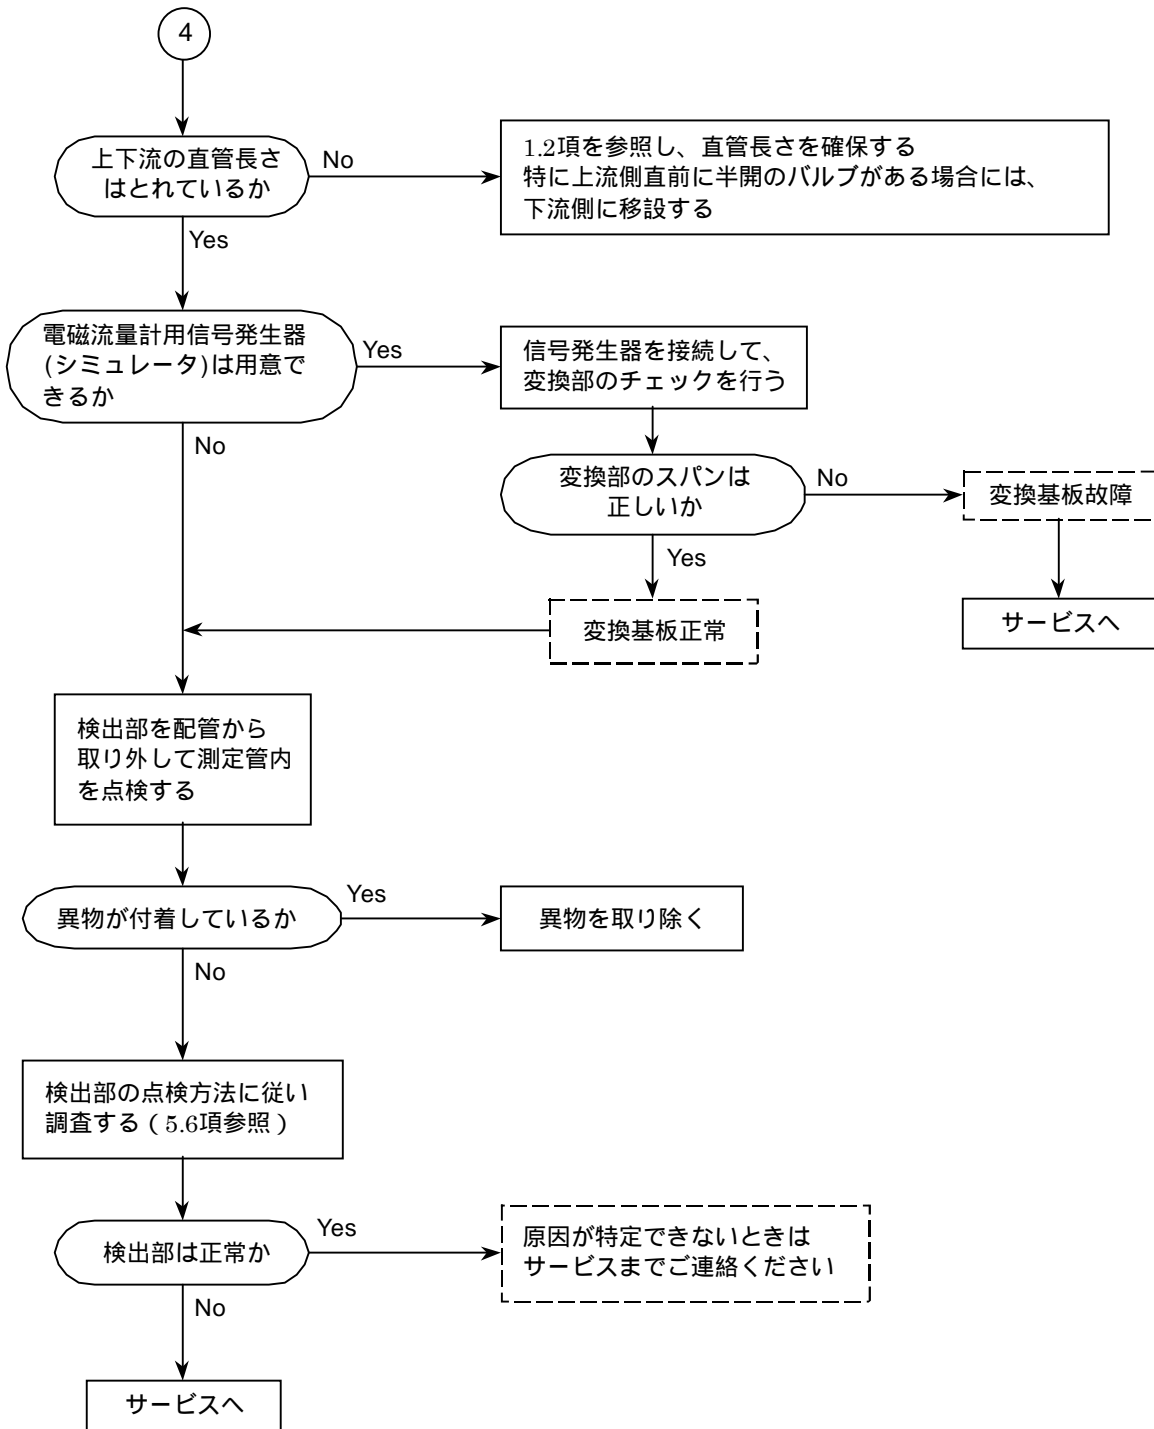 4
上下流の直管長さ
はとれているか
No
1.2項を参照し、直管長さを確保する
特に上流側直前に半開のバルブがある場合には、
下流側に移設する
Yes
電磁流量計用信号発生器
(シミュレータ)は用意で
きるか
Yes
信号発生器を接続して、
変換部のチェックを行う
No
変換部のスパンは
正しいか
No
変換基板故障
Yes
サービスへ
変換基板正常
検出部を配管から
取り外して測定管内
を点検する
異物が付着しているか
Yes
異物を取り除く
No
検出部の点検方法に従い
調査する（5.6項参照）
検出部は正常か
Yes
原因が特定できないときは
サービスまでご連絡ください
No
サービスへ